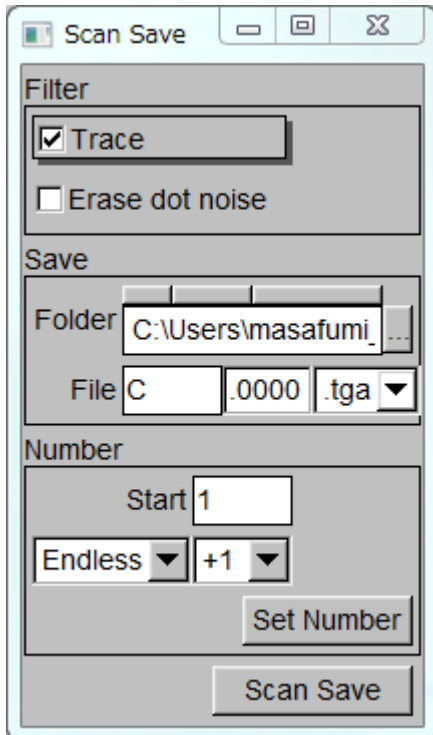 Scan Save
Filter
Trace
Erase dot noise
Save
Folder C:\Users\masafumi_ ...
File C .0000 .tga
Number
Start 1
Endless +1
Set Number
Scan Save